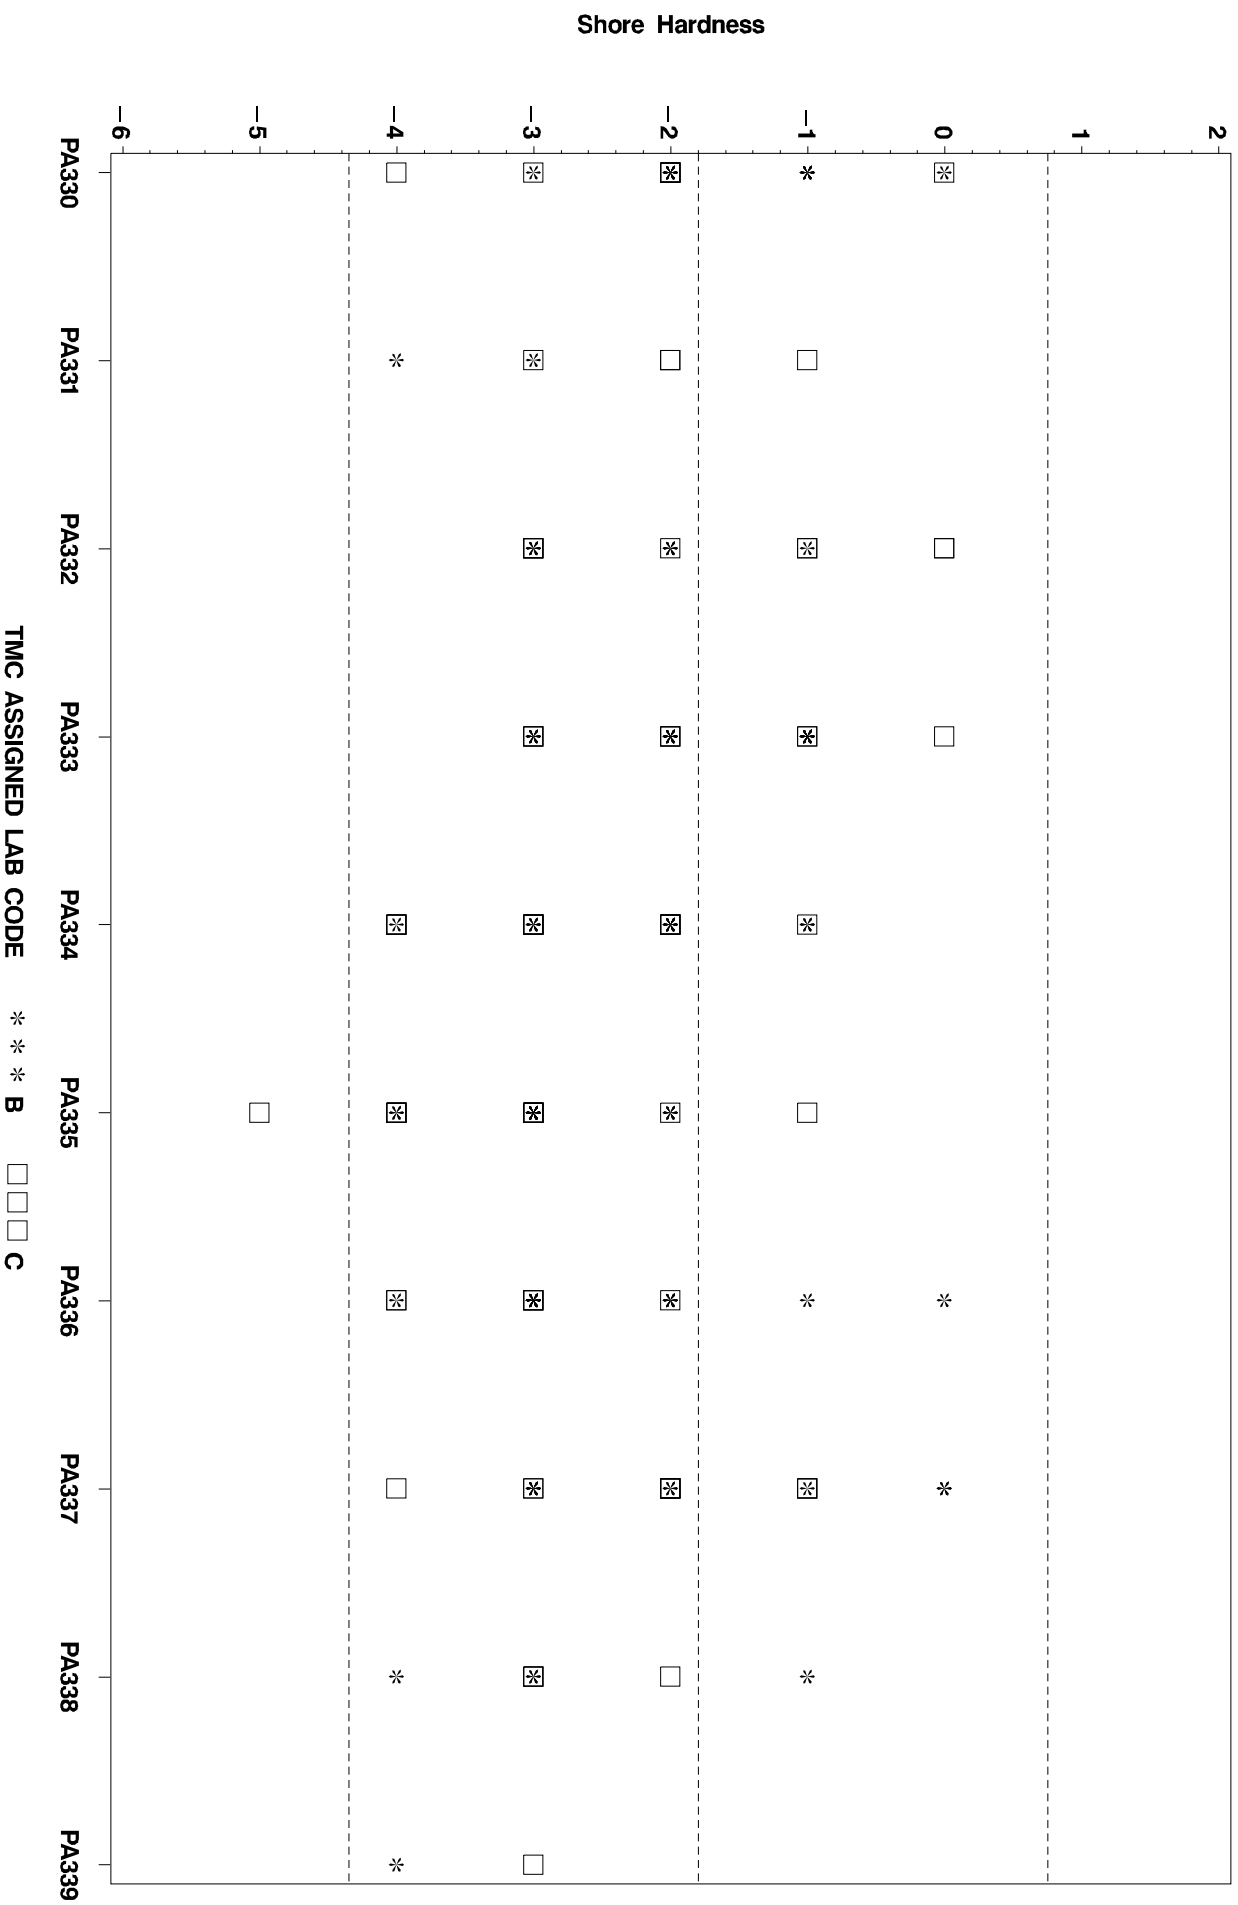 Shore Hardness
2
1
0
-1
-2
-3
-4
-5
-6
PA330
PA331
PA332
PA333
PA334
PA335
PA336
PA337
PA338
PA339
TMC ASSIGNED LAB CODE * * * B □ □ □ C